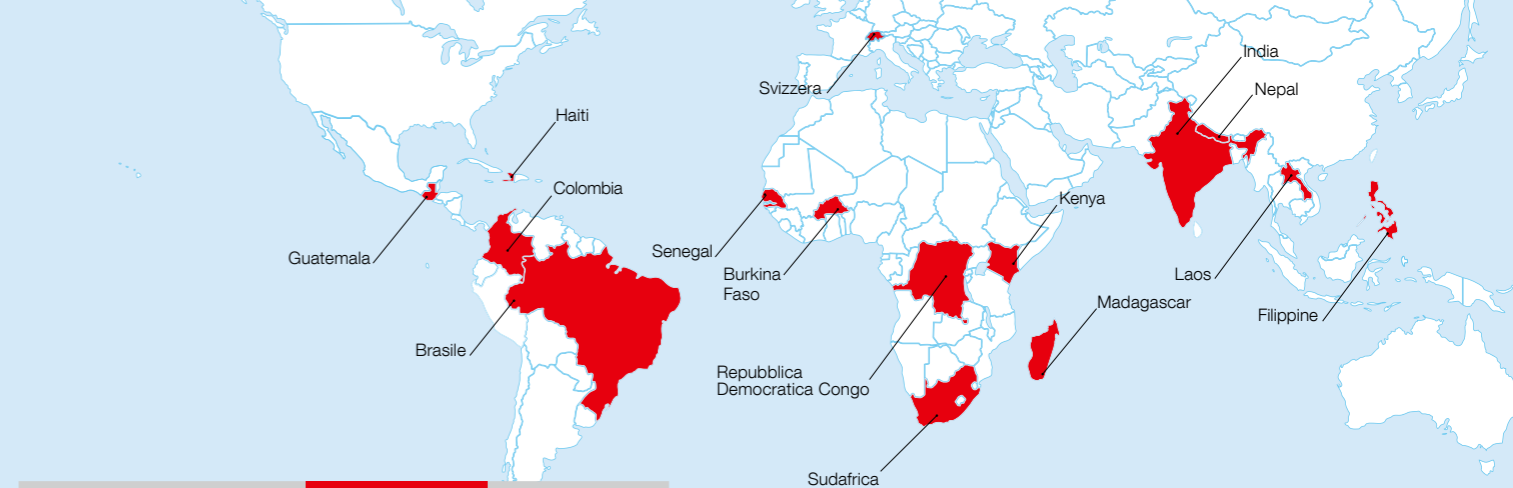 India
Svizzera
Nepal
Haiti
Colombia
Kenya
Senegal
Guatemala
Burkina
Faso
Laos
Madagascar
Filippine
Brasile
Repubblica
Democratica Congo
Sudafrica